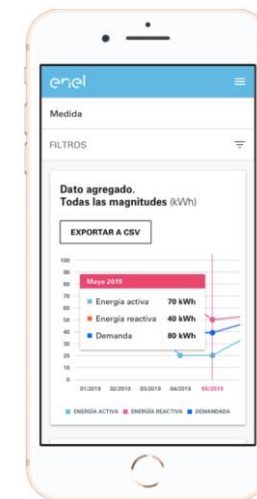 enel
Medida
FILTROS
Dato agregado.
Todas las magnitudes (kWh)
EXPORTAR A CSV
100
90
80
70
60
50
40
30
20
10
0
Mayo 2019
Energía activa 70 kWh
Energía reactiva 40 kWh
Demanda 80 kWh
01/2019 02/2019 03/2019 04/2019 05/2019
ENERGÍA ACTIVA ENERGÍA REACTIVA DEMANDADA